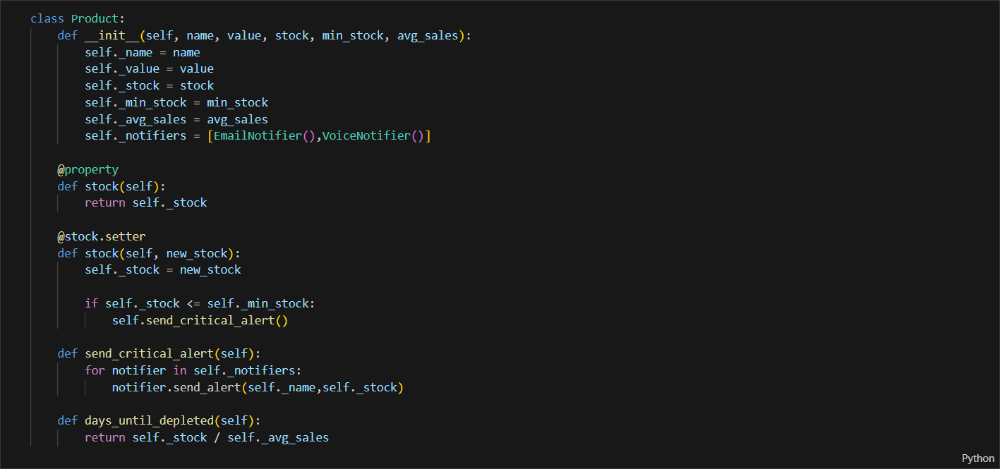 class Product:
    def __init__(self, name, value, stock, min_stock, avg_sales):
        self._name = name
        self._value = value
        self._stock = stock
        self._min_stock = min_stock
        self._avg_sales = avg_sales
        self._notifiers = [EmailNotifier(),VoiceNotifier()]

    @property
    def stock(self):
        return self._stock

    @stock.setter
    def stock(self, new_stock):
        self._stock = new_stock

        if self._stock <= self._min_stock:
            self.send_critical_alert()

    def send_critical_alert(self):
        for notifier in self._notifiers:
            notifier.send_alert(self._name,self._stock)

    def days_until_depleted(self):
        return self._stock / self._avg_sales
Python